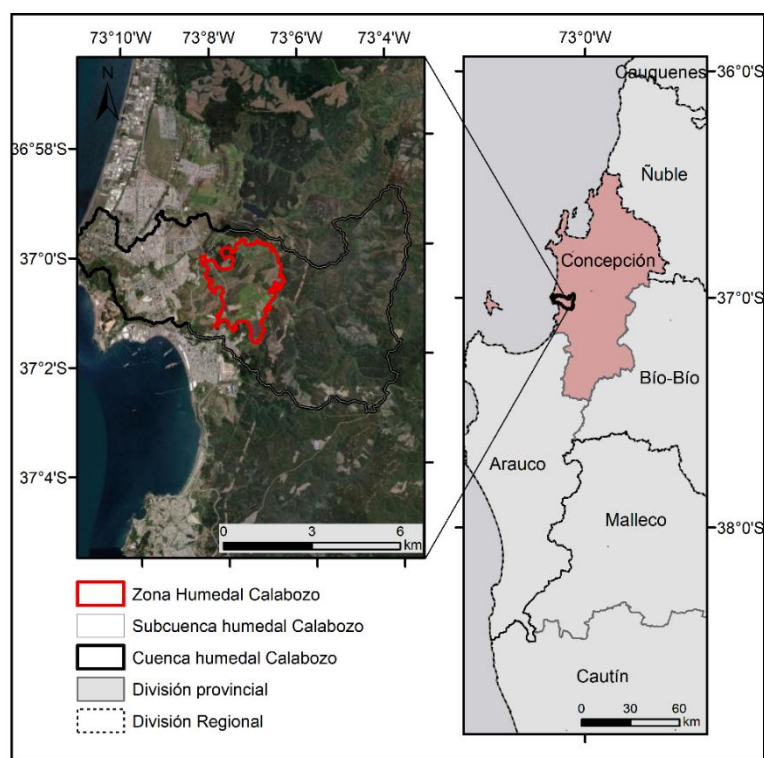 73°10'W 73°8'W 73°6'W 73°4'W
73°0'W
N
36°58'S
37°0'S
37°2'S
37°4'S
0 3 6
km
36°0'S
37°0'S
38°0'S
Cauquenes
Ñuble
Concepción
Bío-Bío
Arauco
Malleco
Cautín
0 30 60
km
Zona Humedal Calabozo
Subcuenca humedal Calabozo
Cuenca humedal Calabozo
División provincial
División Regional